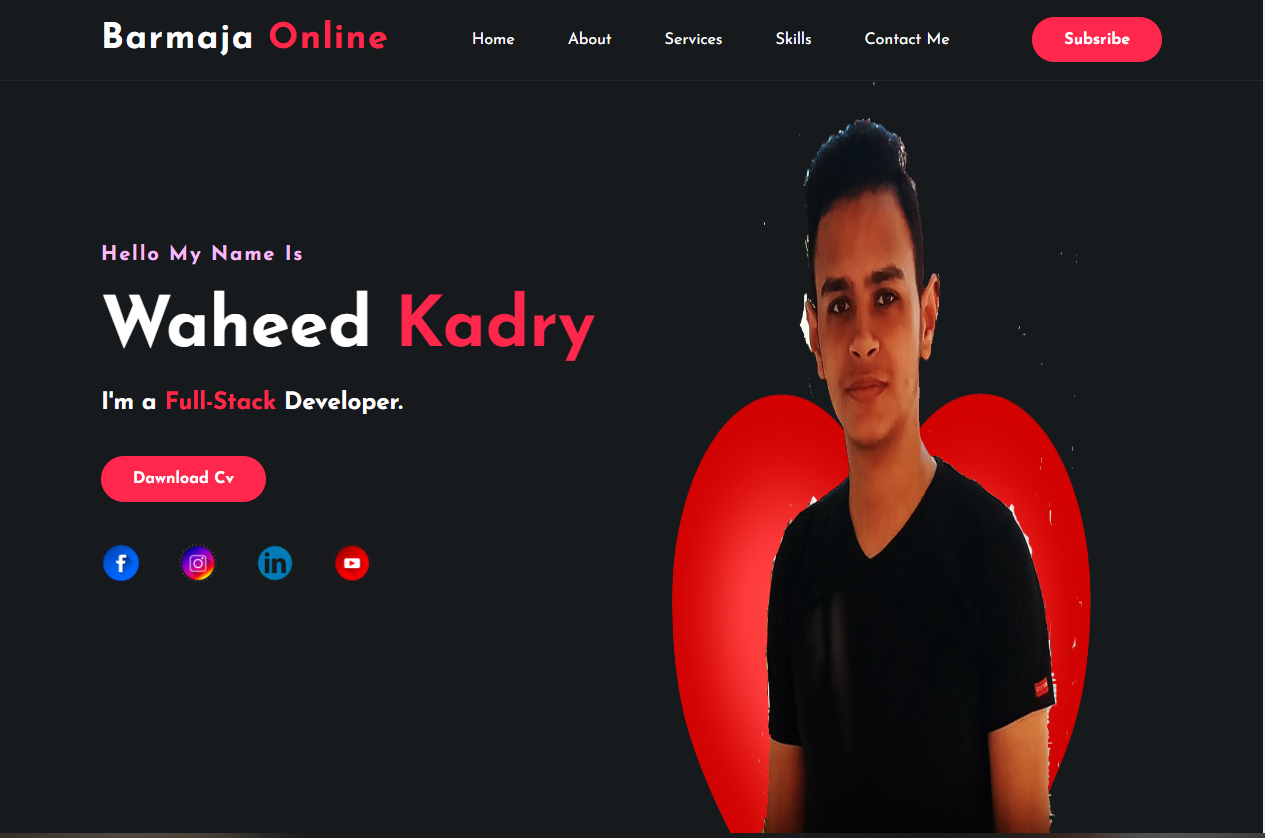 Barmaja Online
Home
About
Services
Skills
Contact Me
Subsribe
Hello My Name Is
Waheed Kadry
I'm a Full-Stack Developer.
Dawnload Cv
f
in